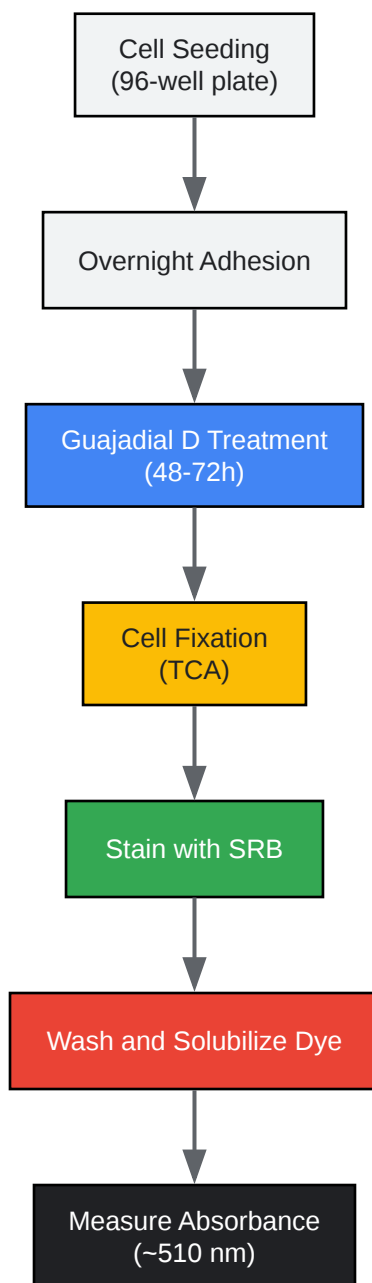 Cell Seeding
(96-well plate)
Overnight Adhesion
Guajadial D Treatment
(48-72h)
Cell Fixation
(TCA)
Stain with SRB
Wash and Solubilize Dye
Measure Absorbance
(~510 nm)